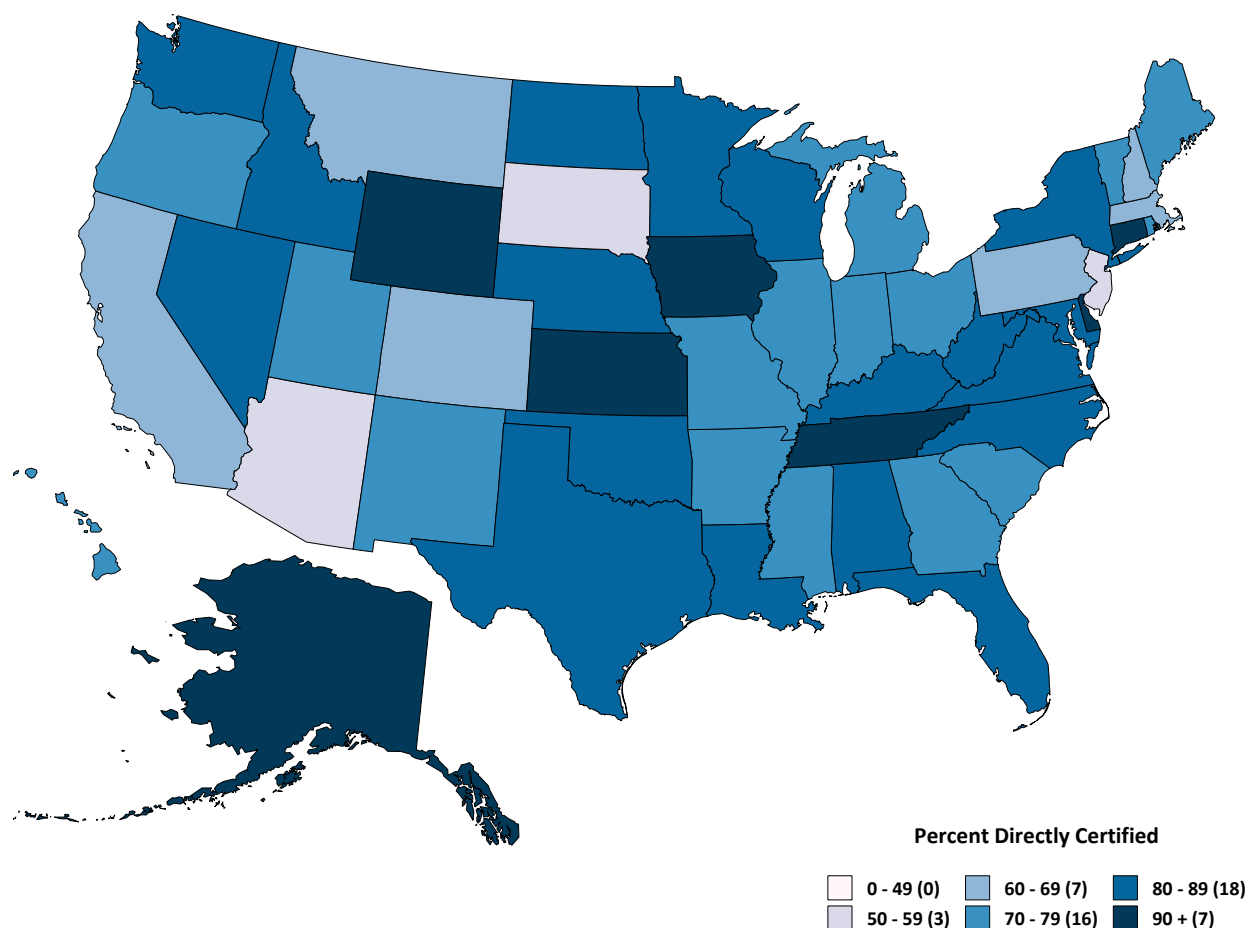 Percent Directly Certified
0 - 49 (0) 60 - 69 (7) 80 - 89 (18)
50 - 59 (3) 70 - 79 (16) 90 + (7)